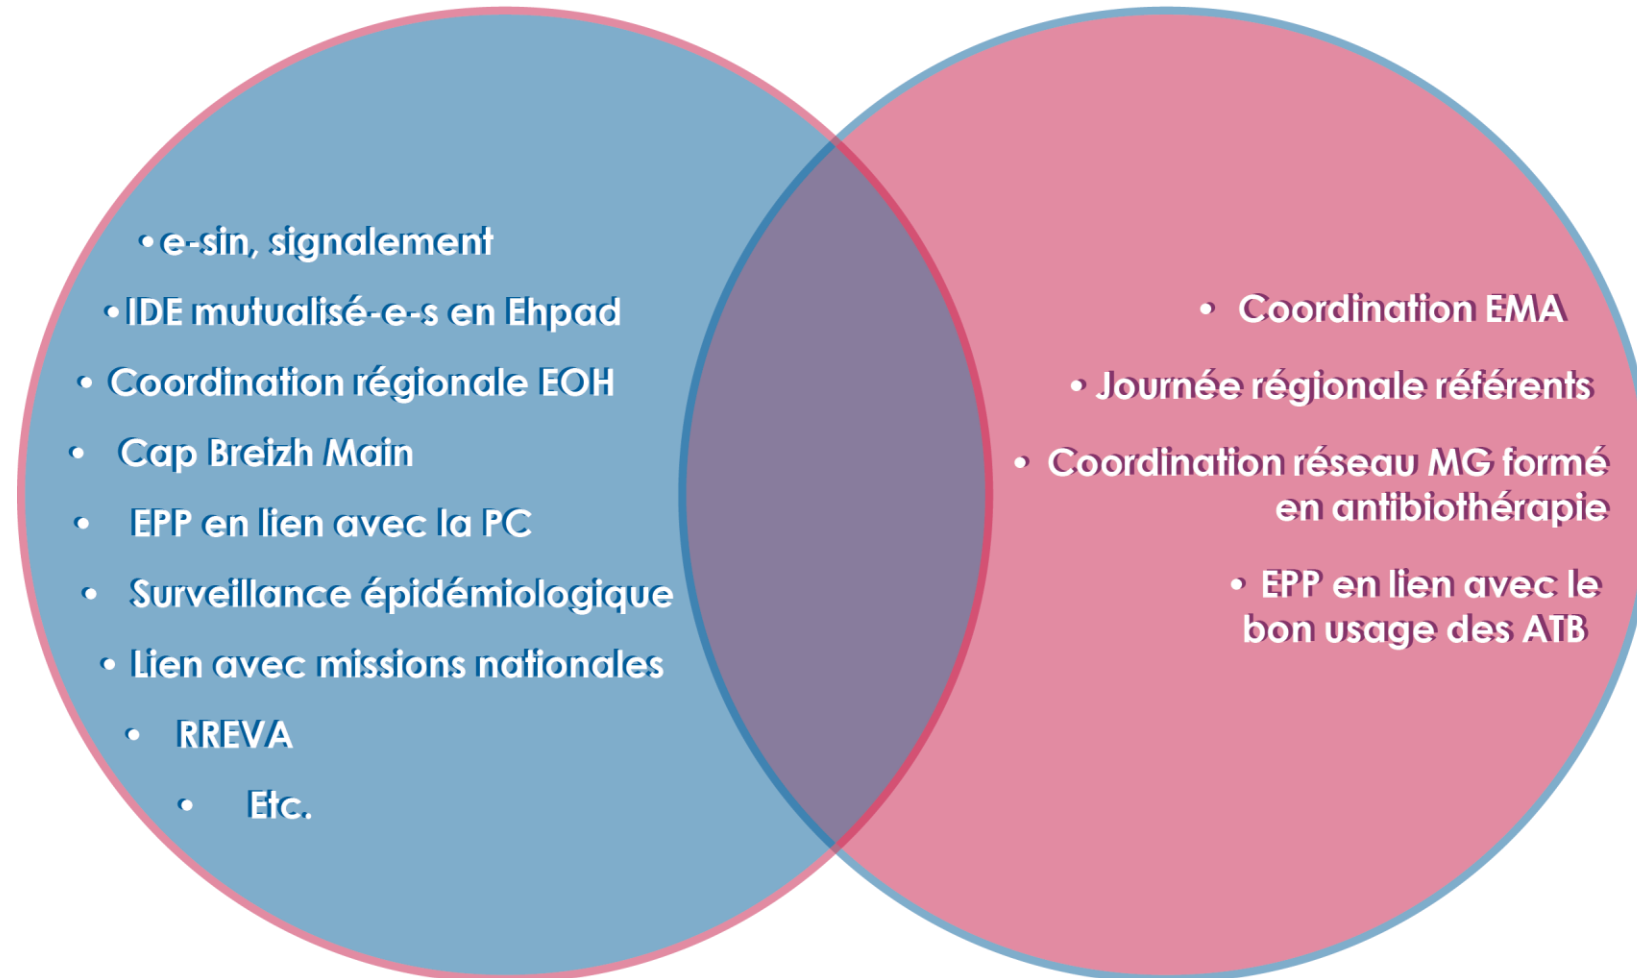 • e-sin, signalement
• IDE mutualisé-e-s en Ehpad
• Coordination régionale EOH
• Cap Breizh Main
• EPP en lien avec la PC
• Surveillance épidémiologique
• Lien avec missions nationales
• RREVA
• Etc.
• Coordination EMA
• Journée régionale référents
• Coordination réseau MG formé
en antibiothérapie
• EPP en lien avec le
bon usage des ATB